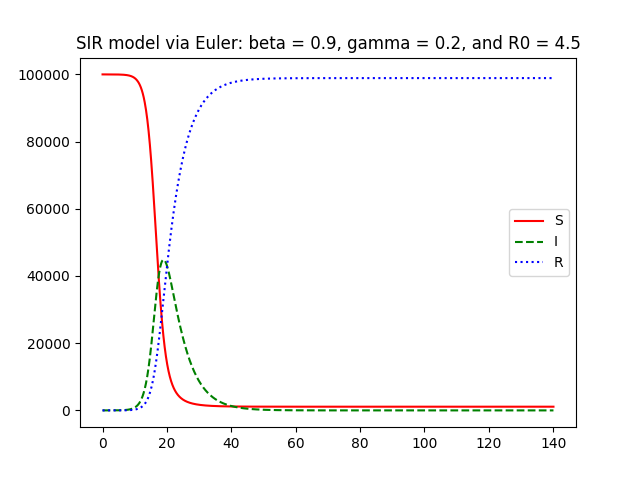 SIR model via Euler: beta = 0.9, gamma = 0.2, and R0 = 4.5
100000
80000
60000
40000
20000
0
S
I
R
0 20 40 60 80 100 120 140